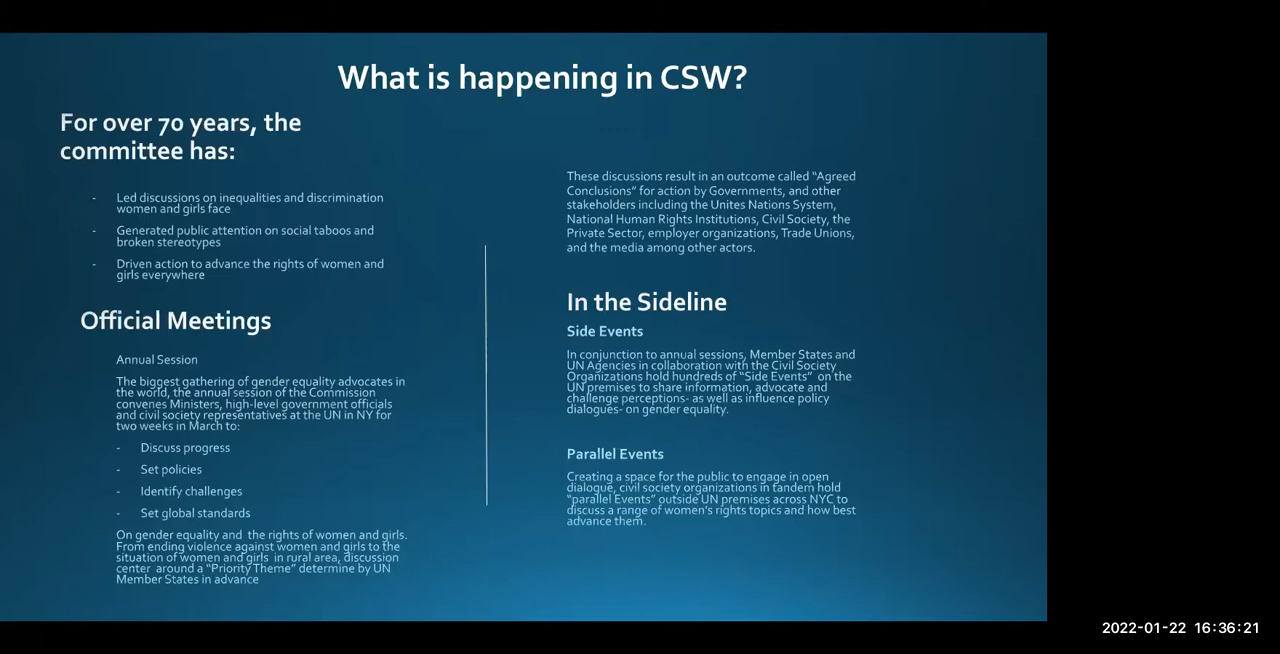 What is happening in CSW?
For over 70 years, the
committee has:
- Led discussions on inequalities and discrimination
women and girls face
- Generated public attention on social taboos and
broken stereotypes
- Driven action to advance the rights of women and
girls everywhere
Official Meetings
Annual Session
The biggest gathering of gender equality advocates in
the world, the annual session of the Commission
convenes Ministers, high-level government officials
and civil society representatives at the UN in NY for
two weeks in March to:
- Discuss progress
- Set policies
- Identify challenges
- Set global standards
On gender equality and the rights of women and girls.
From ending violence against women and girls to the
situation of women and girls in rural area, discussion
center around a “Priority Theme” determine by UN
Member States in advance
These discussions result in an outcome called “Agreed
Conclusions” for action by Governments, and other
stakeholders including the Unites Nations System,
National Human Rights Institutions, Civil Society, the
Private Sector, employer organizations, Trade Unions,
and the media among other actors.
In the Sideline
Side Events
In conjunction to annual sessions, Member States and
UN Agencies in collaboration with the Civil Society
Organizations hold hundreds of “Side Events” on the
UN premises to share information, advocate and
challenge perceptions- as well as influence policy
dialogues- on gender equality.
Parallel Events
Creating a space for the public to engage in open
dialogue, civil society organizations in tandem hold
“parallel Events” outside UN premises across NYC to
discuss a range of women’s rights topics and how best
advance them.
2022-01-22 16:36:21